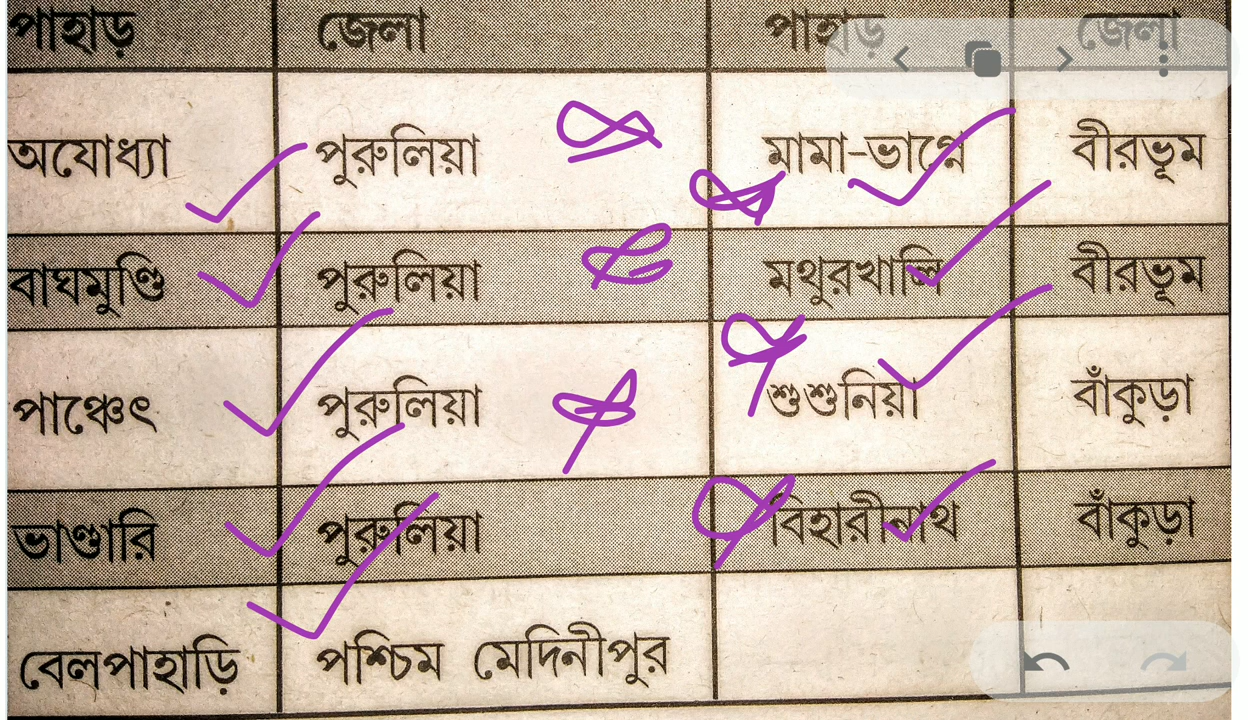 পাহাড় জেলা পাহাড় জেলা
অযোধ্যা পুরুলিয়া মামা-ভাগ্নে বীরভূম
বাঘমুণ্ডি পুরুলিয়া মথুরখালি বীরভূম
পাঞ্চেৎ পুরুলিয়া শুশুনিয়া বাঁকুড়া
ভাণ্ডারি পুরুলিয়া বিহারীনাথ বাঁকুড়া
বেলপাহাড়ি পশ্চিম মেদিনীপুর